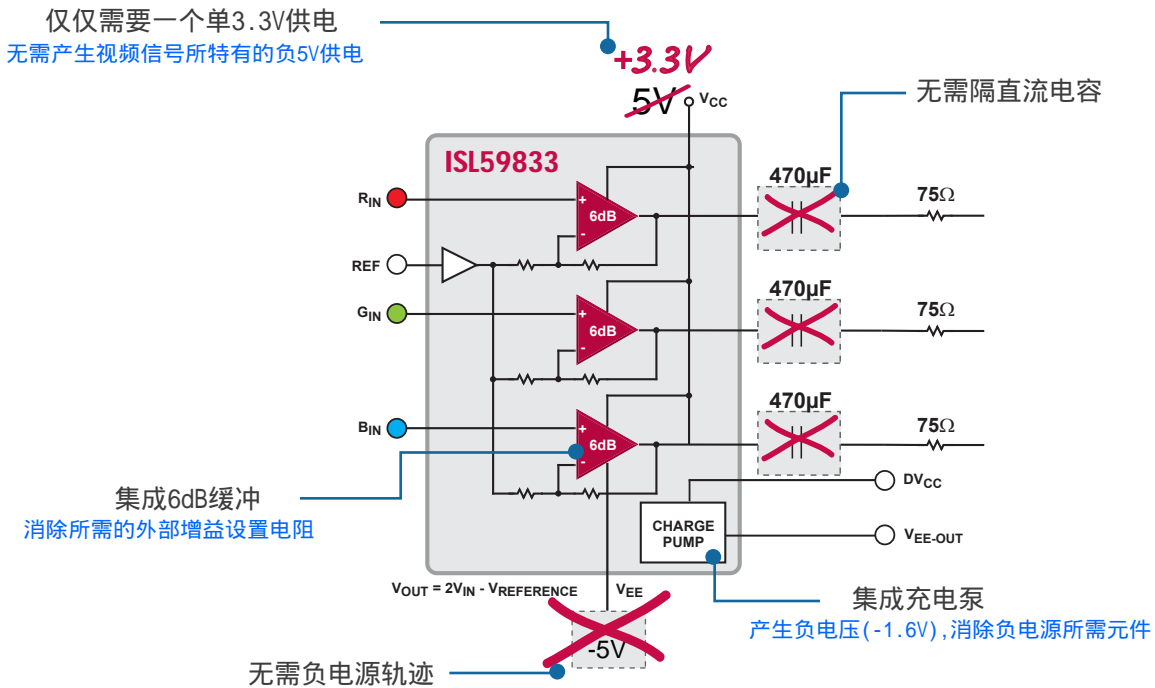 仅仅需要一个单3.3V供电
无需产生视频信号所特有的负5V供电
+3.3V
5V
VCC
无需隔直流电容
ISL59833
RIN
+
6dB
-
470μF
75Ω
REF
GIN
+
6dB
-
470μF
75Ω
BIN
+
6dB
-
470μF
75Ω
集成6dB缓冲
消除所需的外部增益设置电阻
CHARGE
PUMP
DVCC
VEE-OUT
VOUT = 2VIN - VREFERENCE
VEE
-5V
集成充电泵
产生负电压(-1.6V),消除负电源所需元件
无需负电源轨迹